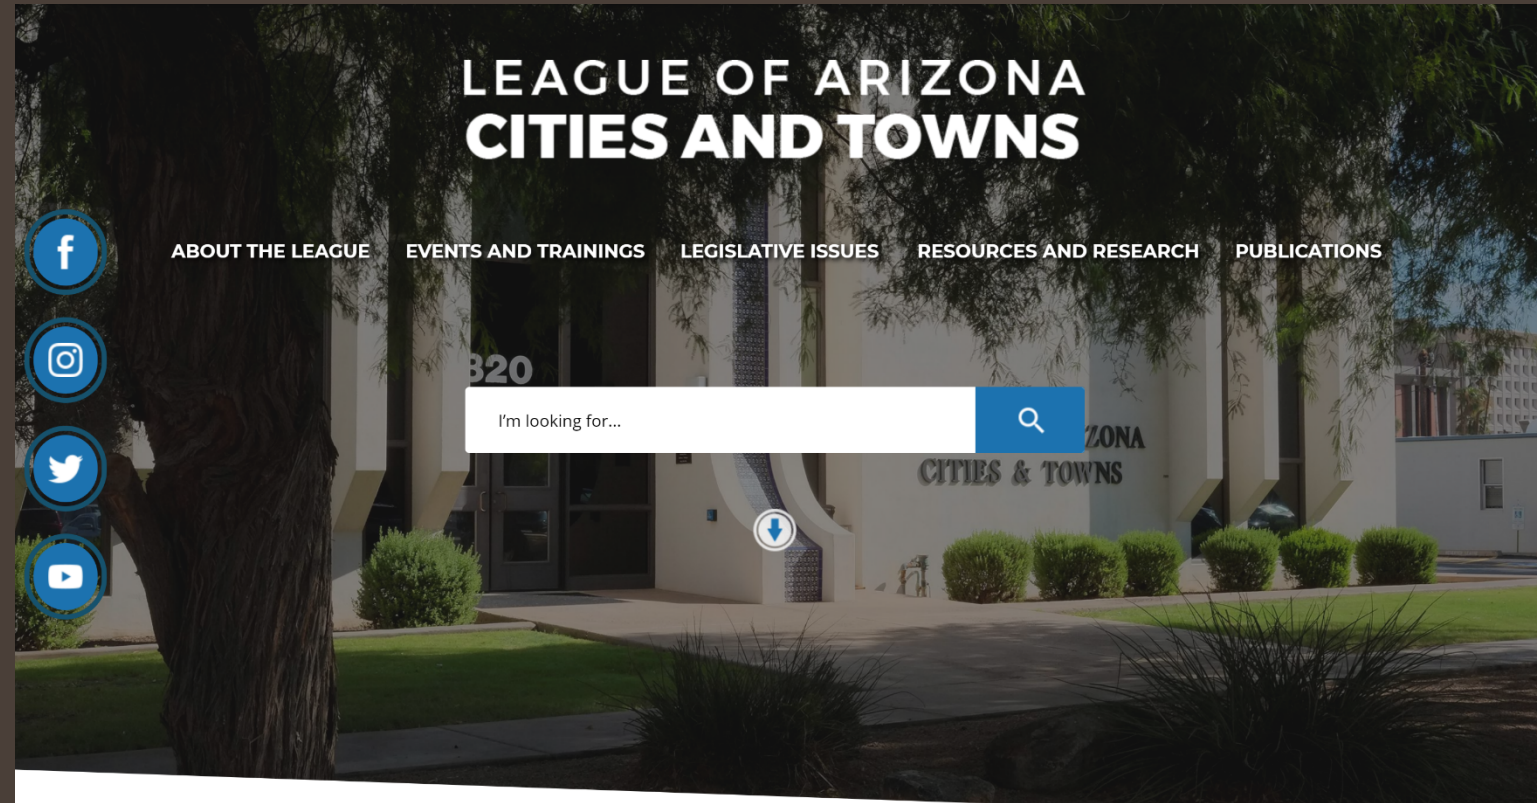 LEAGUE OF ARIZONA
CITIES AND TOWNS
ABOUT THE LEAGUE EVENTS AND TRAININGS LEGISLATIVE ISSUES RESOURCES AND RESEARCH PUBLICATIONS
820
I'm looking for...
ZONA
CITIES & TOWNS